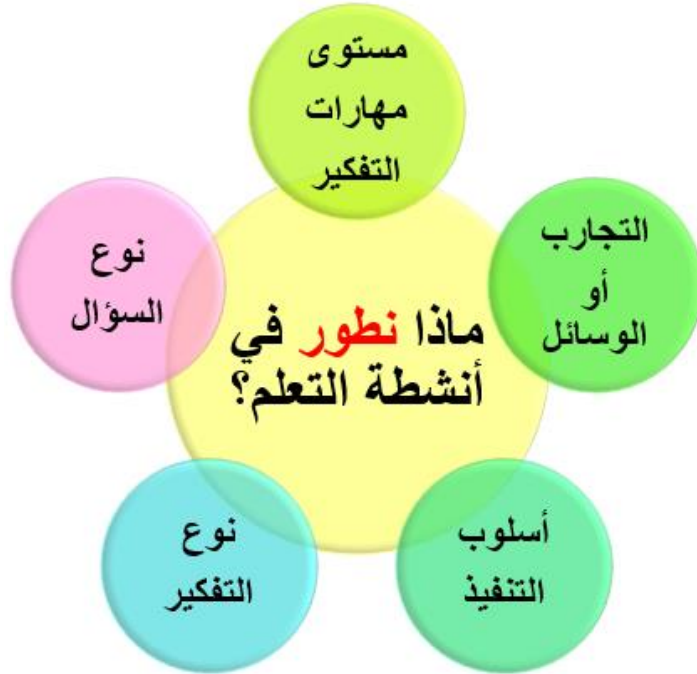 مستوى
مهارات
التفكير
التجارب
أو
الوسائل
نوع
السؤال
ماذا نطور في
أنشطة التعلم؟
أسلوب
التنفيذ
نوع
التفكير